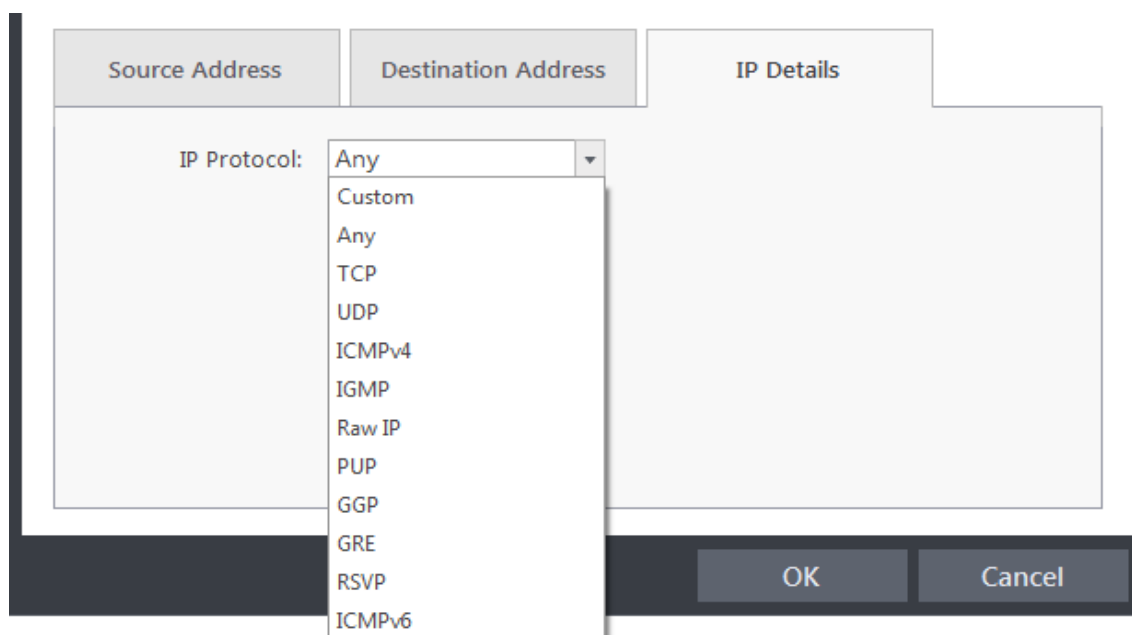 Source Address
Destination Address
IP Details
IP Protocol:
Any
Custom
Any
TCP
UDP
ICMPv4
IGMP
Raw IP
PUP
GGP
GRE
RSVP
ICMPv6
OK
Cancel